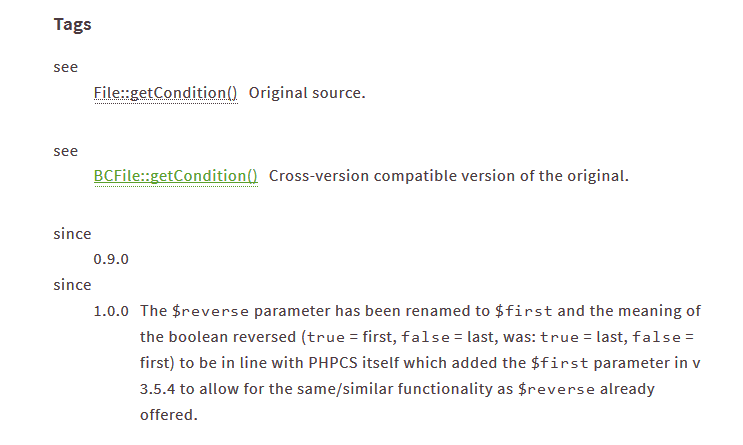 Tags
see
File::getCondition() Original source.
see
BCFile::getCondition() Cross-version compatible version of the original.
since
0.9.0
since
1.0.0 The $reverse parameter has been renamed to $first and the meaning of
the boolean reversed (true = first, false = last, was: true = last, false =
first) to be in line with PHPCS itself which added the $first parameter in v
3.5.4 to allow for the same/similar functionality as $reverse already
offered.